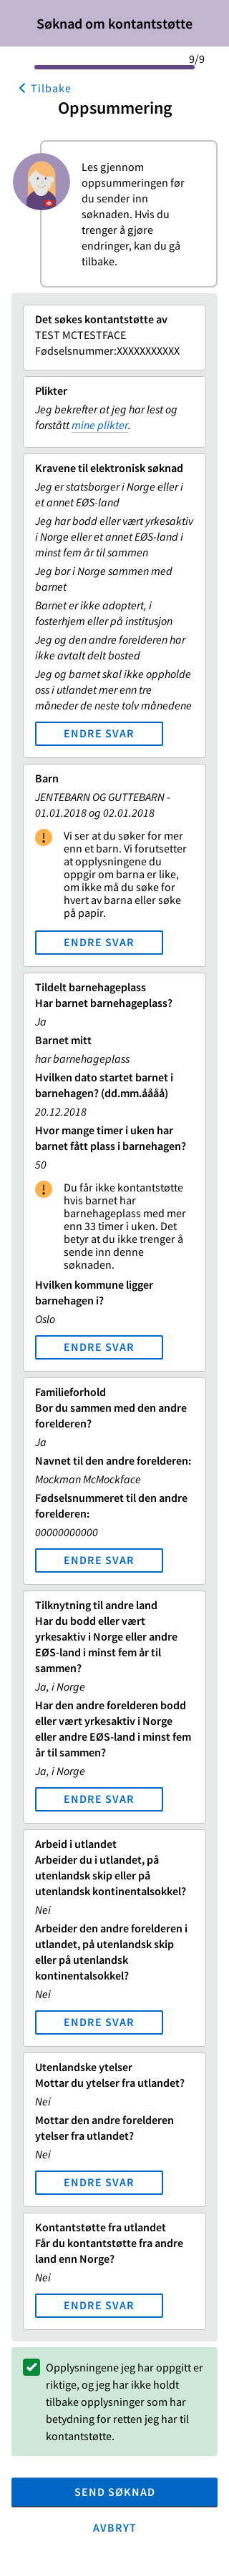 Søknad om kontantstøtte
9/9
Tilbake
Oppsummering
Les gjennom
oppsummeringen før
du sender inn
søknaden. Hvis du
trenger å gjøre
endringer, kan du gå
tilbake.
Det søkes kontantstøtte av
TEST MCTESTFACE
Fødselsnummer:XXXXXXXXXXX
Plikter
Jeg bekrefter at jeg har lest og
forstått mine plikter.
Kravene til elektronisk søknad
Jeg er statsborger i Norge eller i
et annet EØS-land
Jeg har bodd eller vært yrkesaktiv
i Norge eller et annet EØS-land i
minst fem år til sammen
Jeg bor i Norge sammen med
barnet
Barnet er ikke adoptert, i
fosterhjem eller på institusjon
Jeg og den andre forelderen har
ikke avtalt delt bosted
Jeg og barnet skal ikke oppholde
oss i utlandet mer enn tre
måneder de neste tolv månedene
ENDRE SVAR
Barn
JENTEBARN OG GUTTEBARN -
01.01.2018 og 02.01.2018
Vi ser at du søker for mer
enn et barn. Vi forutsetter
at opplysningene du
oppgir om barna er like,
om ikke må du søke for
hvert av barna eller søke
på papir.
ENDRE SVAR
Tildelt barnehageplass
Har barnet barnehageplass?
Ja
Barnet mitt
har barnehageplass
Hvilken dato startet barnet i
barnehagen? (dd.mm.åååå)
20.12.2018
Hvor mange timer i uken har
barnet fått plass i barnehagen?
50
Du får ikke kontantstøtte
hvis barnet har
barnehageplass med mer
enn 33 timer i uken. Det
betyr at du ikke trenger å
sende inn denne
søknaden.
Hvilken kommune ligger
barnehagen i?
Oslo
ENDRE SVAR
Familieforhold
Bor du sammen med den andre
forelderen?
Ja
Navnet til den andre forelderen:
Mockman McMockface
Fødselsnummeret til den andre
forelderen:
00000000000
ENDRE SVAR
Tilknytning til andre land
Har du bodd eller vært
yrkesaktiv i Norge eller andre
EØS-land i minst fem år til
sammen?
Ja, i Norge
Har den andre forelderen bodd
eller vært yrkesaktiv i Norge
eller andre EØS-land i minst fem
år til sammen?
Ja, i Norge
ENDRE SVAR
Arbeid i utlandet
Arbeider du i utlandet, på
utenlandsk skip eller på
utenlandsk kontinentalsokkel?
Nei
Arbeider den andre forelderen i
utlandet, på utenlandsk skip
eller på utenlandsk
kontinentalsokkel?
Nei
ENDRE SVAR
Utenlandske ytelser
Mottar du ytelser fra utlandet?
Nei
Mottar den andre forelderen
ytelser fra utlandet?
Nei
ENDRE SVAR
Kontantstøtte fra utlandet
Får du kontantstøtte fra andre
land enn Norge?
Nei
ENDRE SVAR
Opplysningene jeg har oppgitt er
riktige, og jeg har ikke holdt
tilbake opplysninger som har
betydning for retten jeg har til
kontantstøtte.
SEND SØKNAD
AVBRYT